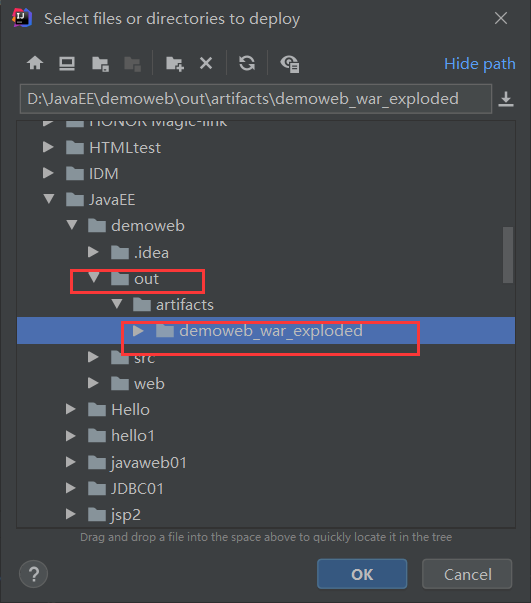 Select files or directories to deploy
Hide path
D:\JavaEE\demoweb\out\artifacts\demoweb_war_exploded
HONOR Magic-link
HTMLtest
IDM
JavaEE
demoweb
.idea
out
artifacts
demoweb_war_exploded
src
web
Hello
hello1
javaweb01
JDBC01
jsp2
Drag and drop a file into the space above to quickly locate it in the tree
?
OK
Cancel